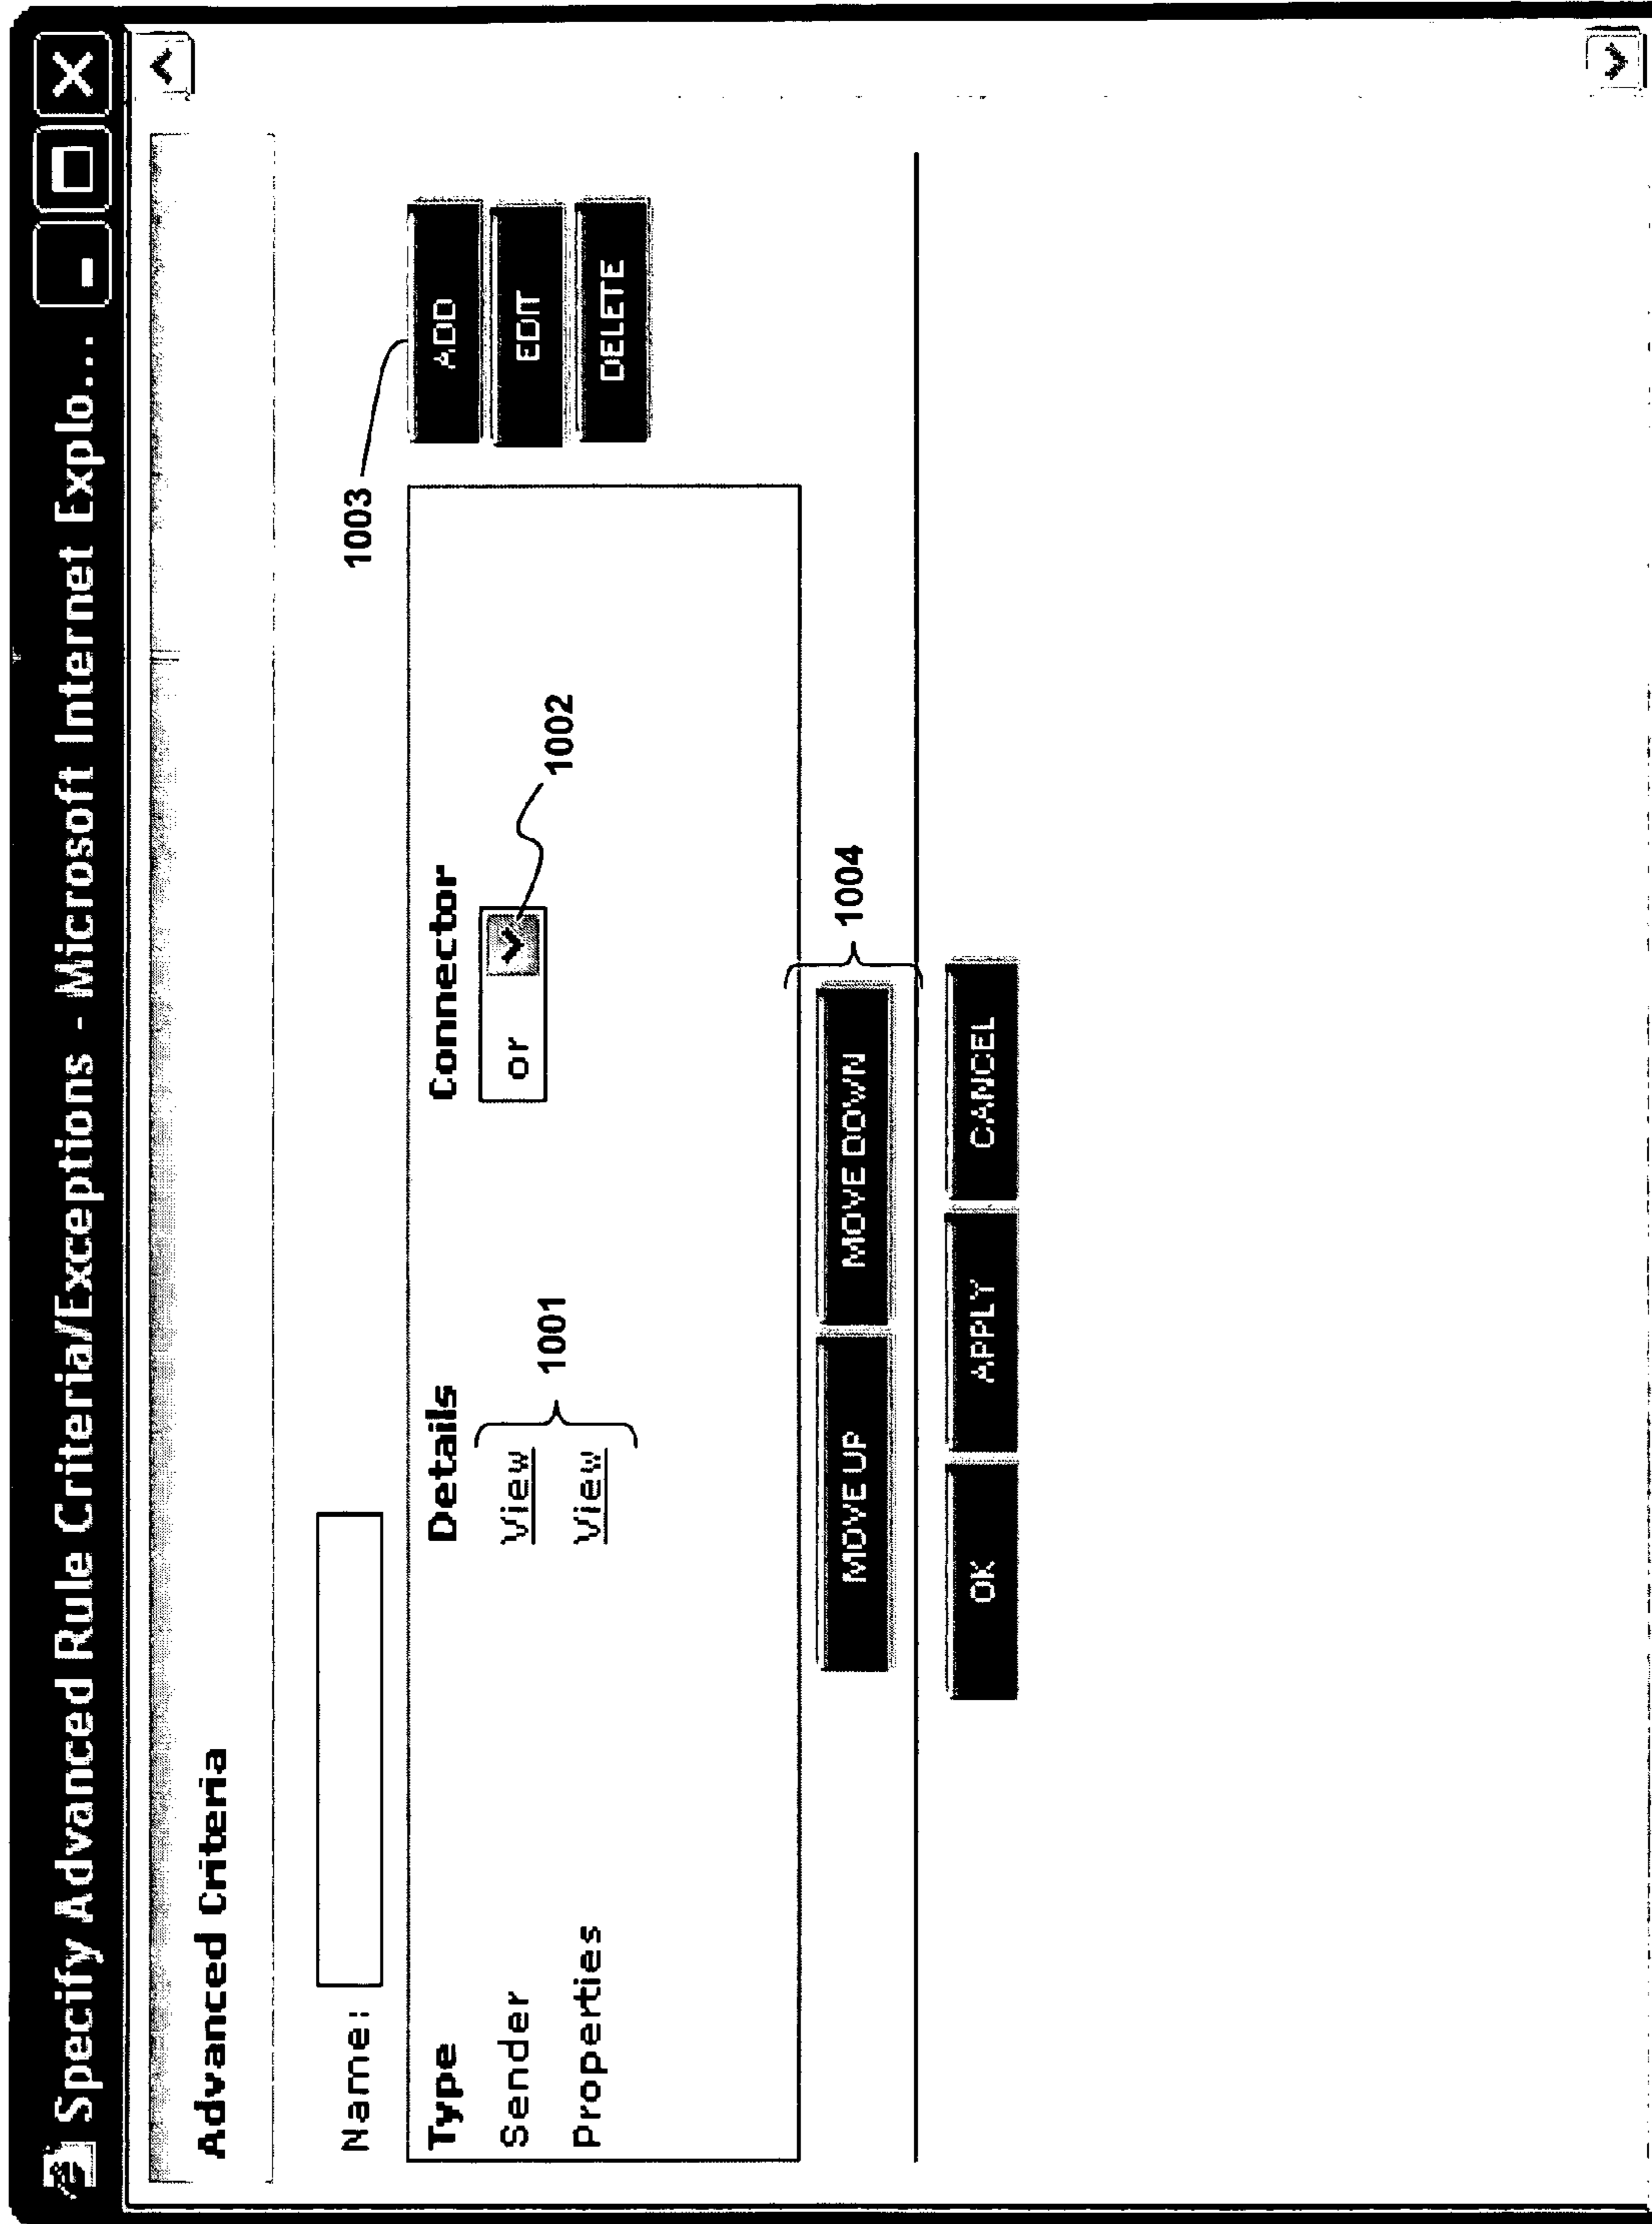 Specify Advanced Rule Criteria/Exceptions - Microsoft Internet Explo...
Advanced Criteria
Name:
1003
Type Details Connector
ADD
Sender View or
EDIT
1002
Properties View
1001
DELETE
MOVE UP MOVE DOWN
1004
OK APPLY CANCEL